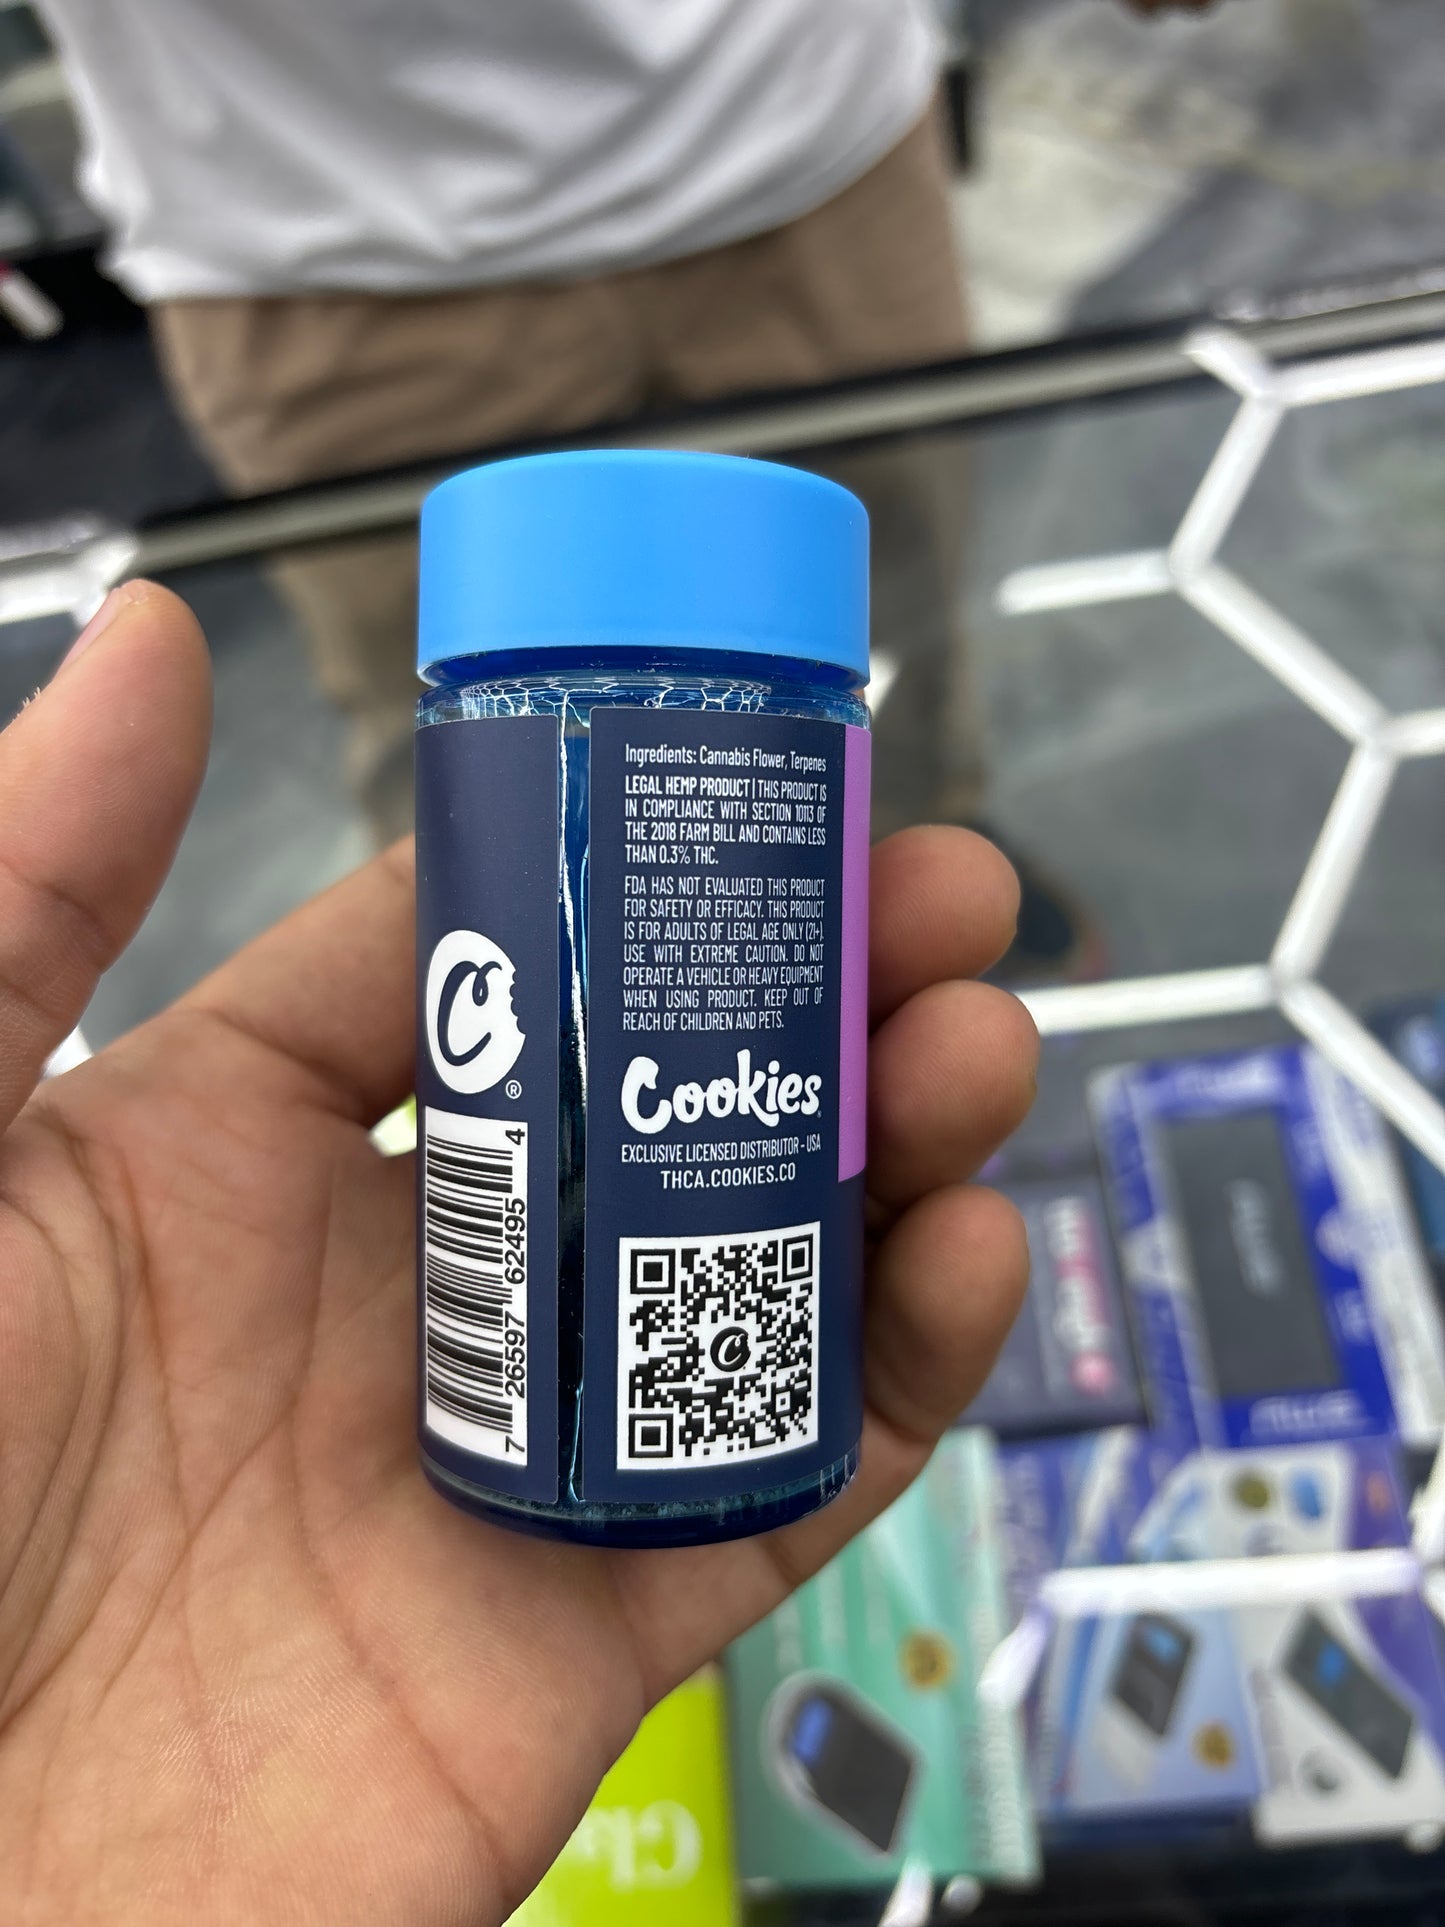 Ingredients: Cannabis Flower, Terpenes
LEGAL HEMP PRODUCT | THIS PRODUCT IS
IN COMPLIANCE WITH SECTION 10113 OF
THE 2018 FARM BILL AND CONTAINS LESS
THAN 0.3% THC.
FDA HAS NOT EVALUATED THIS PRODUCT
FOR SAFETY OR EFFICACY. THIS PRODUCT
IS FOR ADULTS OF LEGAL AGE ONLY (21+).
USE WITH EXTREME CAUTION. DO NOT
OPERATE A VEHICLE OR HEAVY EQUIPMENT
WHEN USING PRODUCT. KEEP OUT OF
REACH OF CHILDREN AND PETS.
Cookies
EXCLUSIVE LICENSED DISTRIBUTOR - USA
THCA.COOKIES.CO
C
C ®
7 26597 62495 4